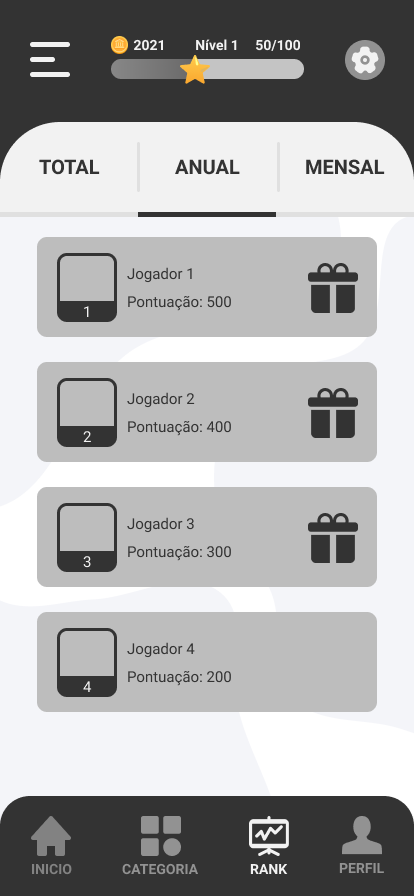 2021 Nível 1 50/100
TOTAL ANUAL MENSAL
Jogador 1
Pontuação: 500
1
Jogador 2
Pontuação: 400
2
Jogador 3
Pontuação: 300
3
Jogador 4
Pontuação: 200
4
INICIO CATEGORIA RANK PERFIL